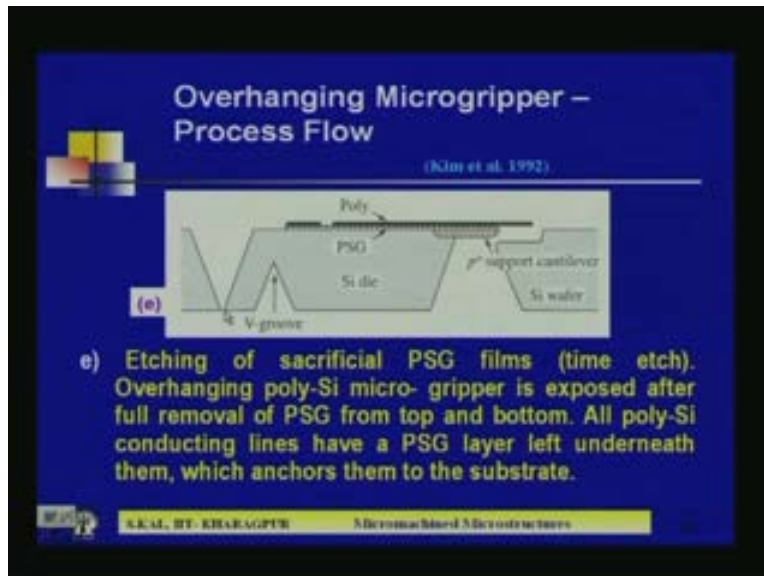 Overhanging Microgripper –
Process Flow
(Kim et al. 1992)
Poly
PSG
p+ support cantilever
Si die
Si wafer
(e)
V-groove
e) Etching of sacrificial PSG films (time etch).
Overhanging poly-Si micro- gripper is exposed after
full removal of PSG from top and bottom. All poly-Si
conducting lines have a PSG layer left underneath
them, which anchors them to the substrate.
S.KAL, IIT- KHARAGPUR Micromachined Microstructures